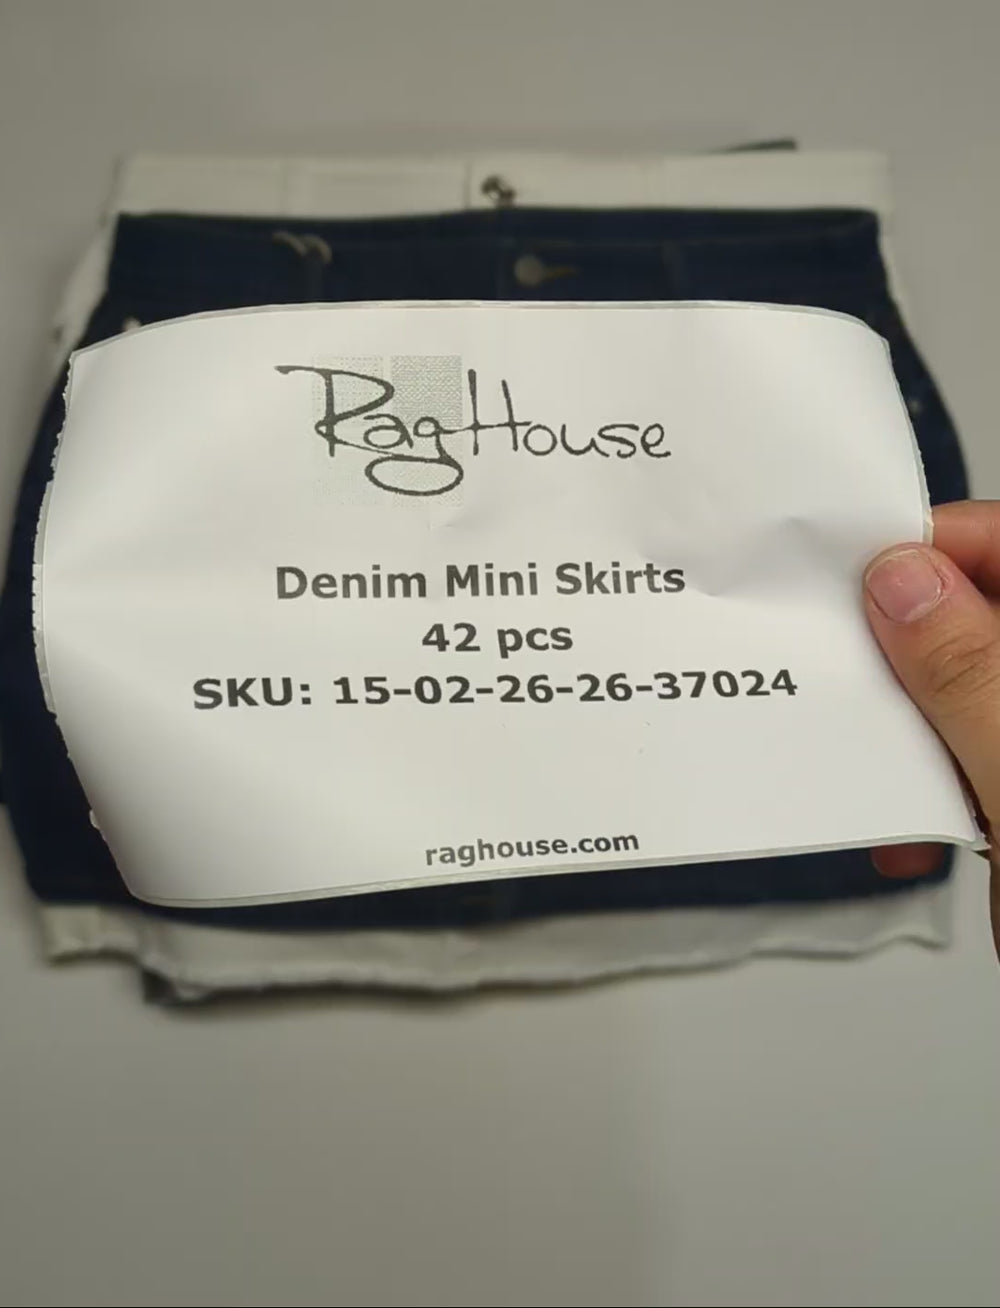 RagHouse
Denim Mini Skirts
42 pcs
SKU: 15-02-26-26-37024
raghouse.com